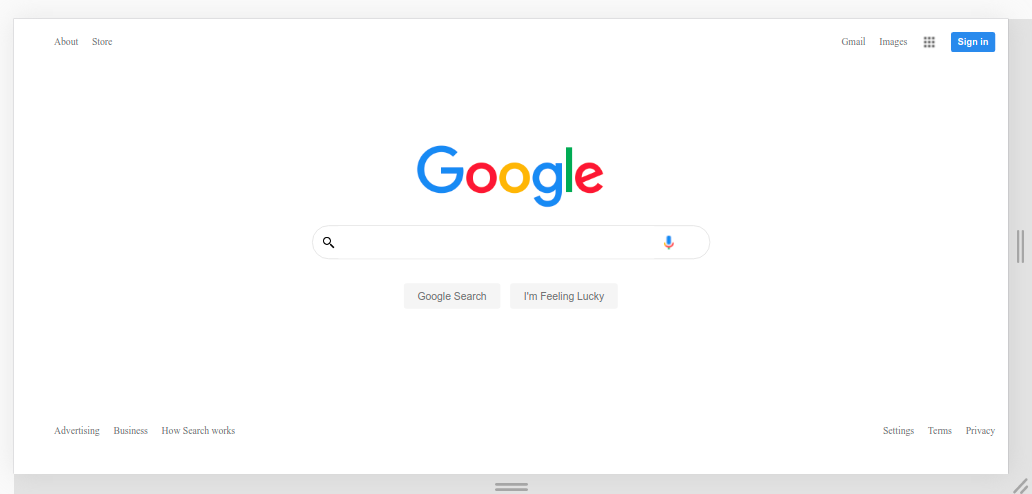 About Store Gmail Images Sign in
Google
Google Search I'm Feeling Lucky
Advertising Business How Search works Settings Terms Privacy